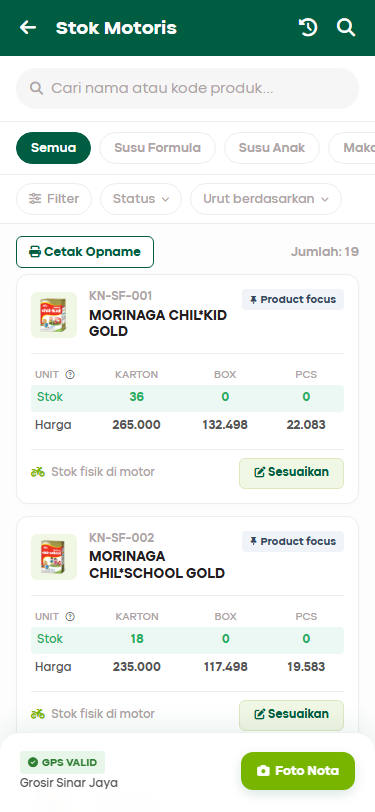 Stok Motoris
Cari nama atau kode produk...
Semua
Susu Formula
Susu Anak
Filter
Status
Urut berdasarkan
Cetak Opname
Jumlah: 19
KN-SF-001
Product focus
MORINAGA CHIL*KID
GOLD
UNIT KARTON BOX PCS
Stok 36 0 0
Harga 265.000 132.498 22.083
Stok fisik di motor
Sesuaikan
KN-SF-002
Product focus
MORINAGA
CHIL*SCHOOL GOLD
UNIT KARTON BOX PCS
Stok 18 0 0
Harga 235.000 117.498 19.583
Stok fisik di motor
Sesuaikan
GPS VALID
Grosir Sinar Jaya
Foto Nota